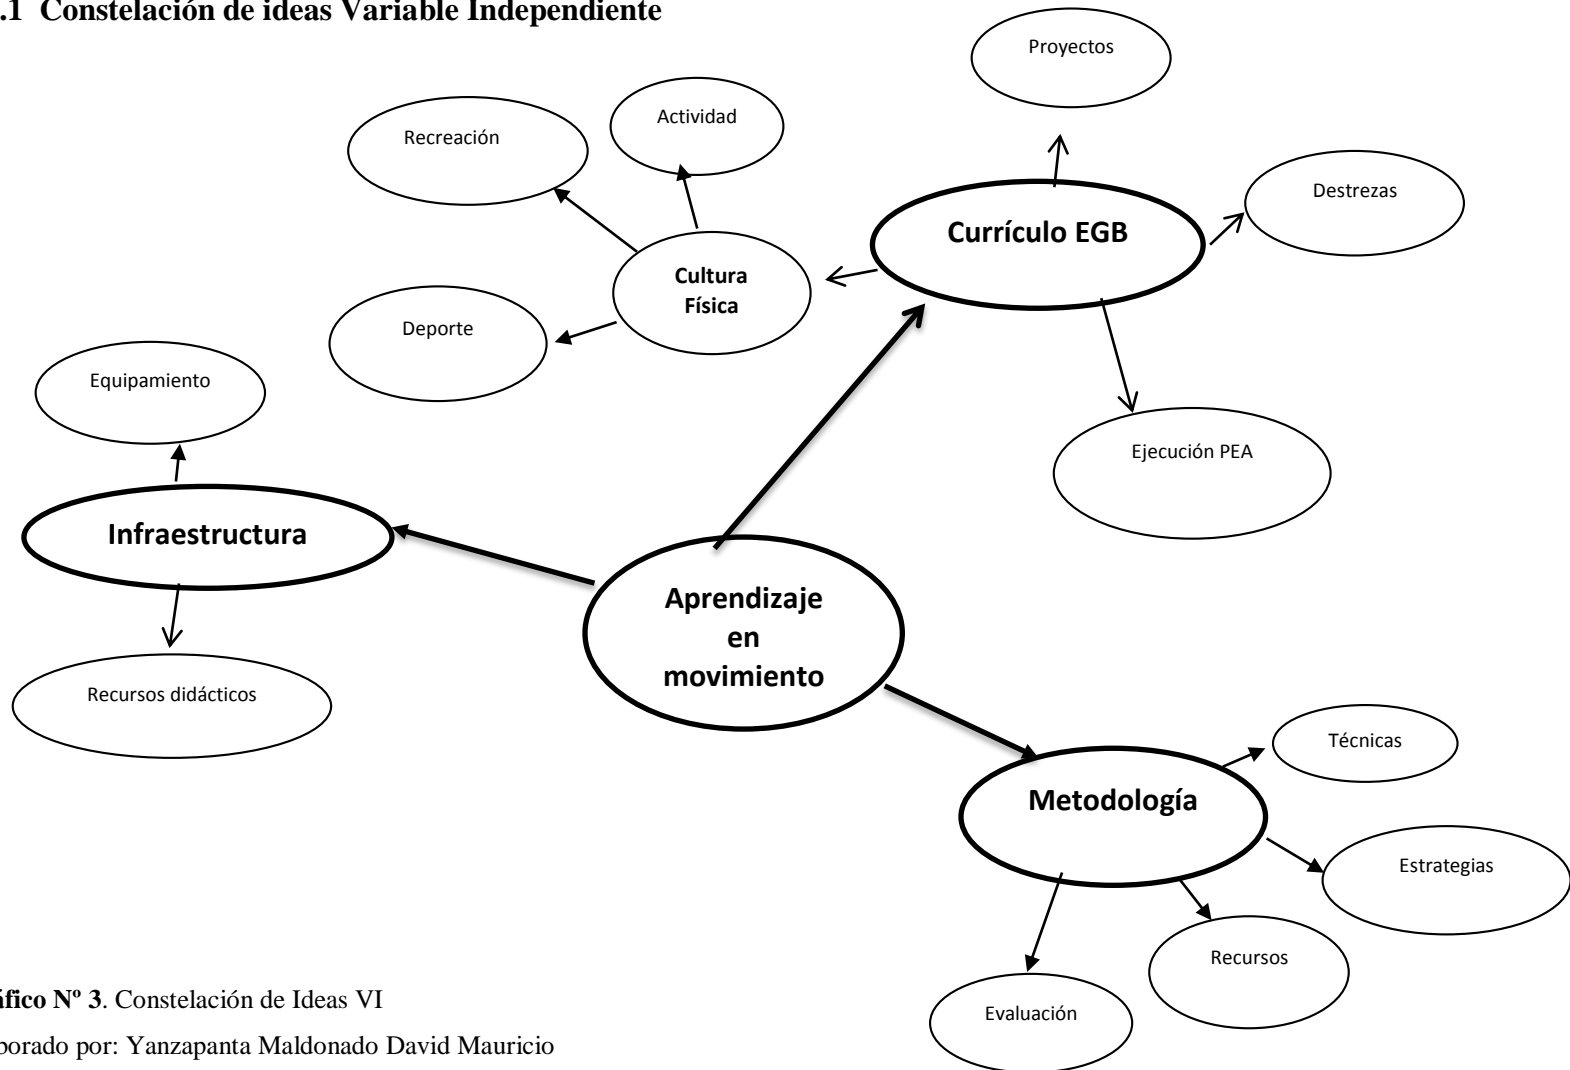 .1 Constelación de ideas Variable Independiente
Proyectos
Actividad
Recreación
Destrezas
Currículo EGB
Cultura
Física
Deporte
Equipamiento
Ejecución PEA
Infraestructura
Aprendizaje
en
movimiento
Recursos didácticos
Técnicas
Metodología
Estrategias
Recursos
Evaluación
áfico Nº 3. Constelación de Ideas VI
borado por: Yanzapanta Maldonado David Mauricio